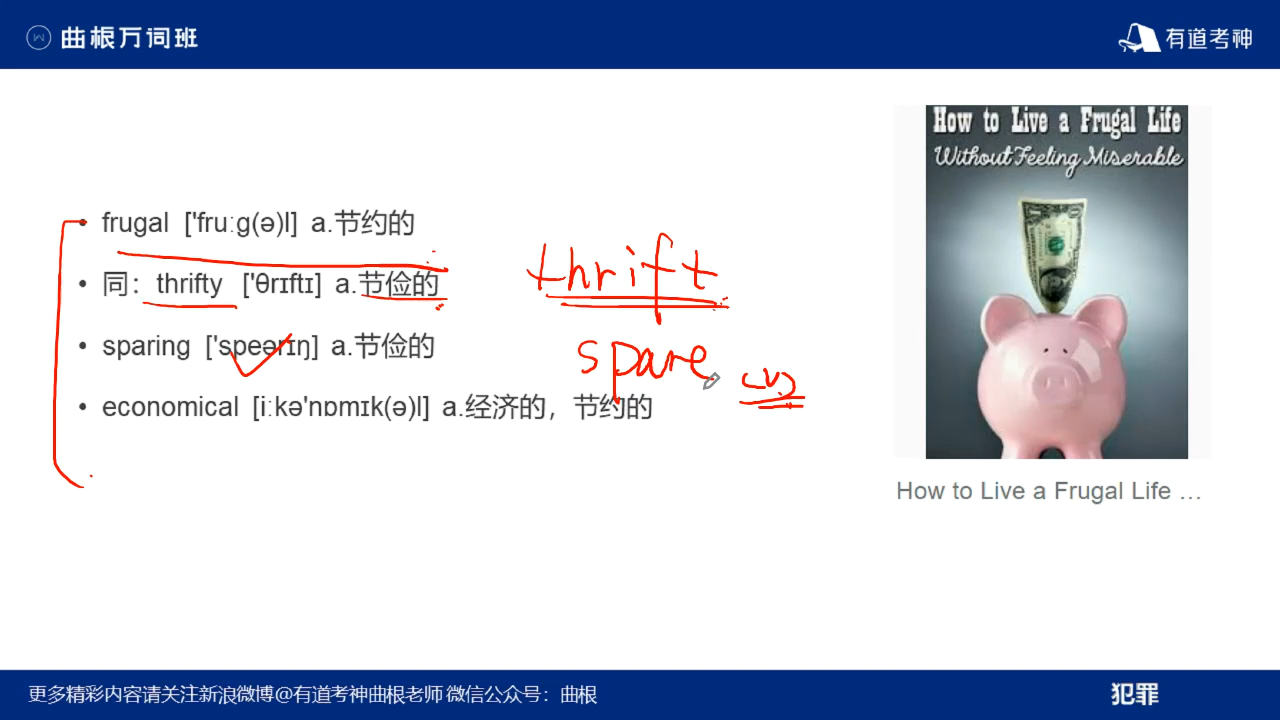 曲根万词班
有道考神
How to Live a Frugal Life
Without Feeling Miserable
• frugal ['fruːɡ(ə)l] a.节约的
thrift
• 同：thrifty ['θrɪftɪ] a.节俭的
• sparing ['speərɪŋ] a.节俭的
spare
(v.)
• economical [iːkə'nɒmɪk(ə)l] a.经济的，节约的
How to Live a Frugal Life ...
更多精彩内容请关注新浪微博@有道考神曲根老师 微信公众号：曲根
犯罪